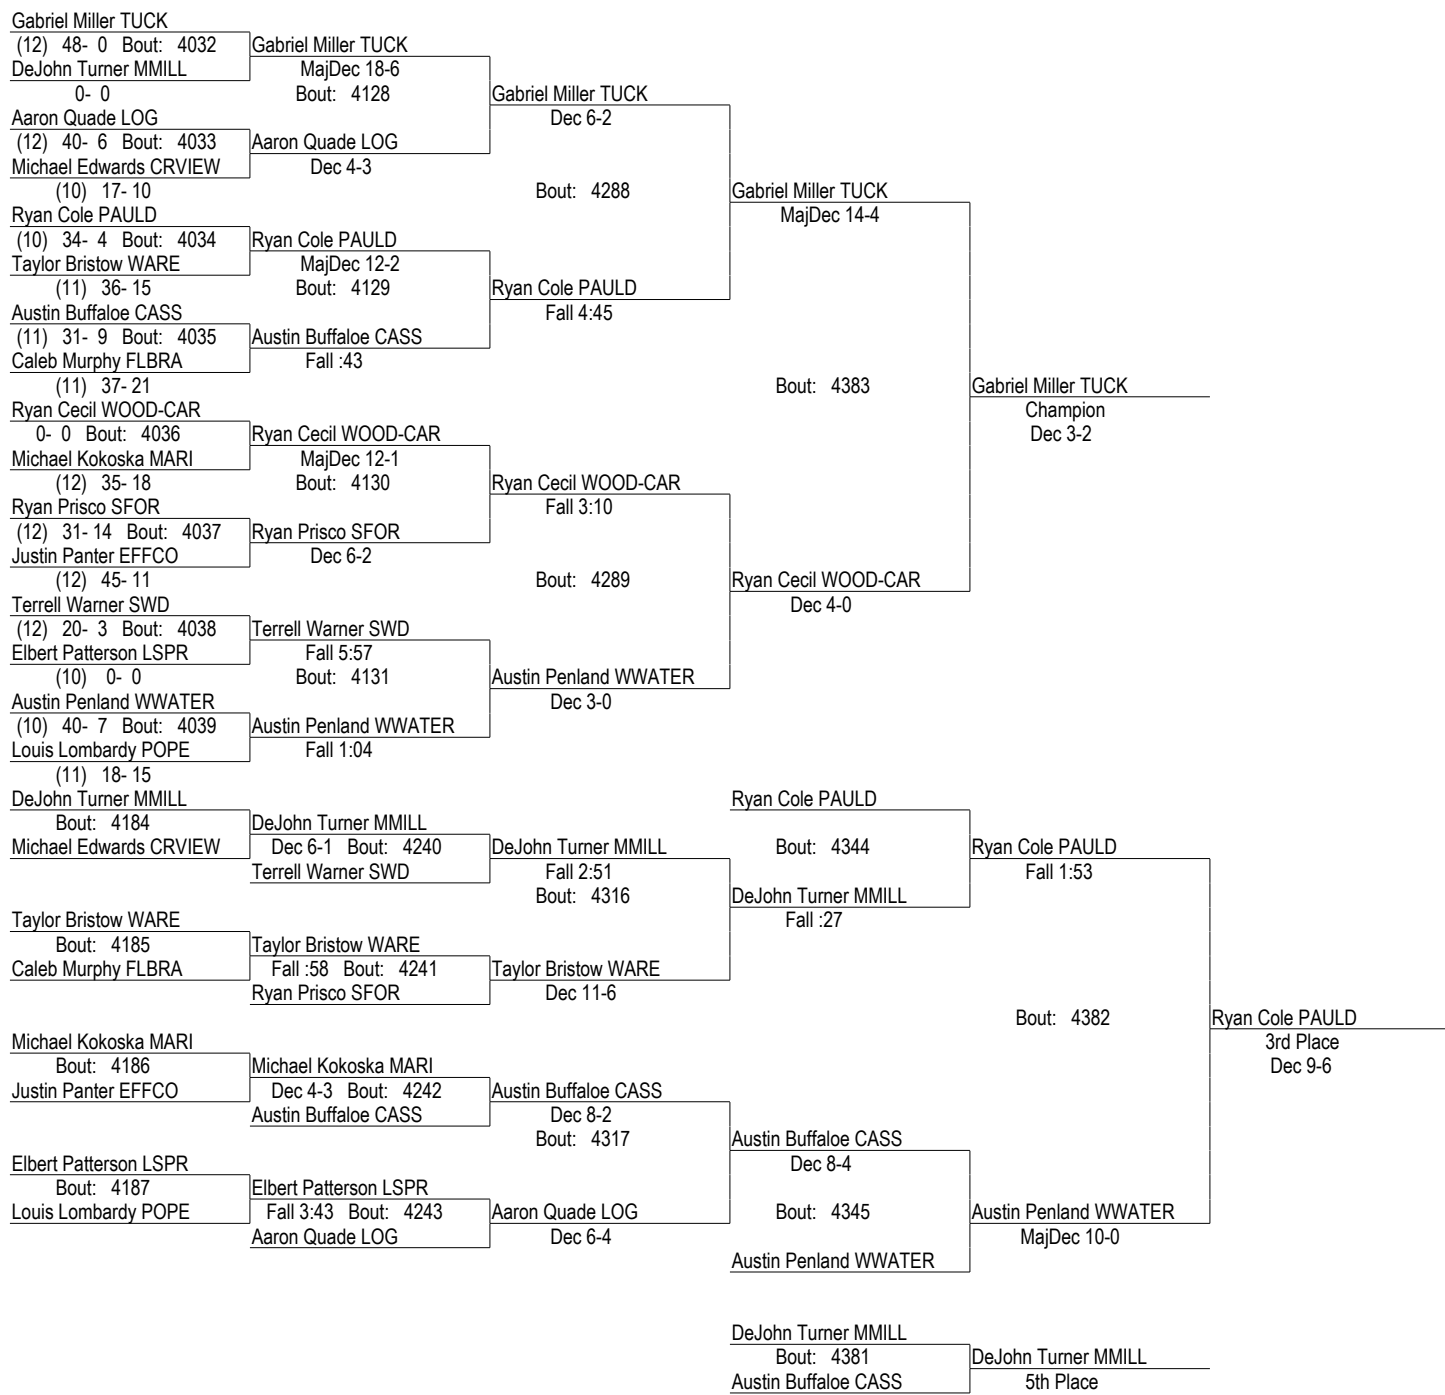 Gabriel Miller TUCK
(12) 48- 0 Bout: 4032 Gabriel Miller TUCK
DeJohn Turner MMILL MajDec 18-6
0- 0 Bout: 4128 Gabriel Miller TUCK
Aaron Quade LOG Dec 6-2
(12) 40- 6 Bout: 4033 Aaron Quade LOG
Michael Edwards CRVIEW Dec 4-3
(10) 17- 10 Bout: 4288 Gabriel Miller TUCK
Ryan Cole PAULD MajDec 14-4
(10) 34- 4 Bout: 4034 Ryan Cole PAULD
Taylor Bristow WARE MajDec 12-2
(11) 36- 15 Bout: 4129 Ryan Cole PAULD
Austin Buffaloe CASS Fall 4:45
(11) 31- 9 Bout: 4035 Austin Buffaloe CASS
Caleb Murphy FLBRA Fall :43
(11) 37- 21 Bout: 4383 Gabriel Miller TUCK
Ryan Cecil WOOD-CAR Champion
0- 0 Bout: 4036 Ryan Cecil WOOD-CAR Dec 3-2
Michael Kokoska MARI MajDec 12-1
(12) 35- 18 Bout: 4130 Ryan Cecil WOOD-CAR
Ryan Prisco SFOR Fall 3:10
(12) 31- 14 Bout: 4037 Ryan Prisco SFOR
Justin Panter EFFCO Dec 6-2
(12) 45- 11 Bout: 4289 Ryan Cecil WOOD-CAR
Terrell Warner SWD Dec 4-0
(12) 20- 3 Bout: 4038 Terrell Warner SWD
Elbert Patterson LSPR Fall 5:57
(10) 0- 0 Bout: 4131 Austin Penland WWATER
Austin Penland WWATER Dec 3-0
(10) 40- 7 Bout: 4039 Austin Penland WWATER
Louis Lombardy POPE Fall 1:04
(11) 18- 15
DeJohn Turner MMILL Ryan Cole PAULD
Bout: 4184 DeJohn Turner MMILL
Michael Edwards CRVIEW Dec 6-1 Bout: 4240 DeJohn Turner MMILL Bout: 4344 Ryan Cole PAULD
Terrell Warner SWD Fall 2:51 Fall 1:53
Bout: 4316 DeJohn Turner MMILL
Taylor Bristow WARE Fall :27
Bout: 4185 Taylor Bristow WARE
Caleb Murphy FLBRA Fall :58 Bout: 4241 Taylor Bristow WARE
Ryan Prisco SFOR Dec 11-6
Bout: 4382 Ryan Cole PAULD
Michael Kokoska MARI 3rd Place
Bout: 4186 Michael Kokoska MARI Dec 9-6
Justin Panter EFFCO Dec 4-3 Bout: 4242 Austin Buffaloe CASS
Austin Buffaloe CASS Dec 8-2
Bout: 4317 Austin Buffaloe CASS
Elbert Patterson LSPR Dec 8-4
Bout: 4187 Elbert Patterson LSPR
Louis Lombardy POPE Fall 3:43 Bout: 4243 Aaron Quade LOG Bout: 4345 Austin Penland WWATER
Aaron Quade LOG Dec 6-4 MajDec 10-0
Austin Penland WWATER
DeJohn Turner MMILL
Bout: 4381 DeJohn Turner MMILL
Austin Buffaloe CASS 5th Place